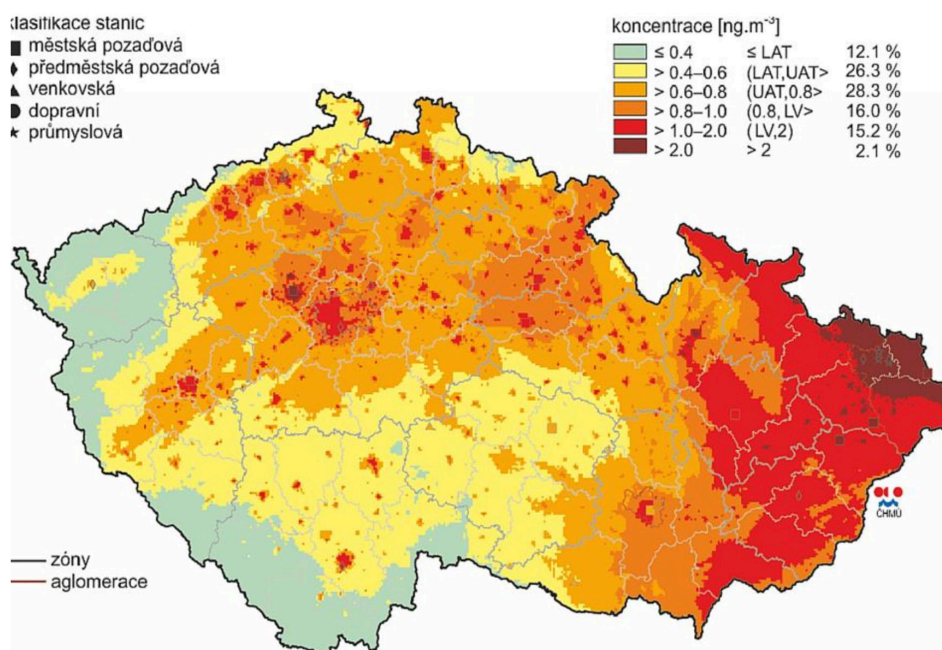 klasifikace stanic
městská pozaďová
předměstská pozaďová
venkovská
dopravní
průmyslová
koncentrace [ng.m⁻³]
≤ 0.4 ≤ LAT 12.1 %
> 0.4–0.6 (LAT,UAT> 26.3 %
> 0.6–0.8 (UAT,0.8> 28.3 %
> 0.8–1.0 (0.8, LV> 16.0 %
> 1.0–2.0 (LV,2) 15.2 %
> 2.0 > 2 2.1 %
ČHMÚ
zóny
aglomerace